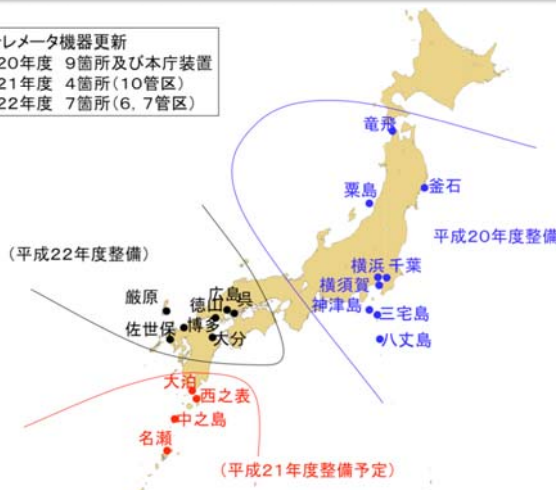 レメータ機器更新
20年度 9箇所及び本庁装置
21年度 4箇所(10管区)
22年度 7箇所(6,7管区)
竜飛
釜石
粟島
平成20年度整備
(平成22年度整備)
横浜 千葉
横須賀
神津島
三宅島
八丈島
厳原
広島
徳山
呉
佐世保
博多
大分
大泊
西之表
中之島
名瀬
(平成21年度整備予定)